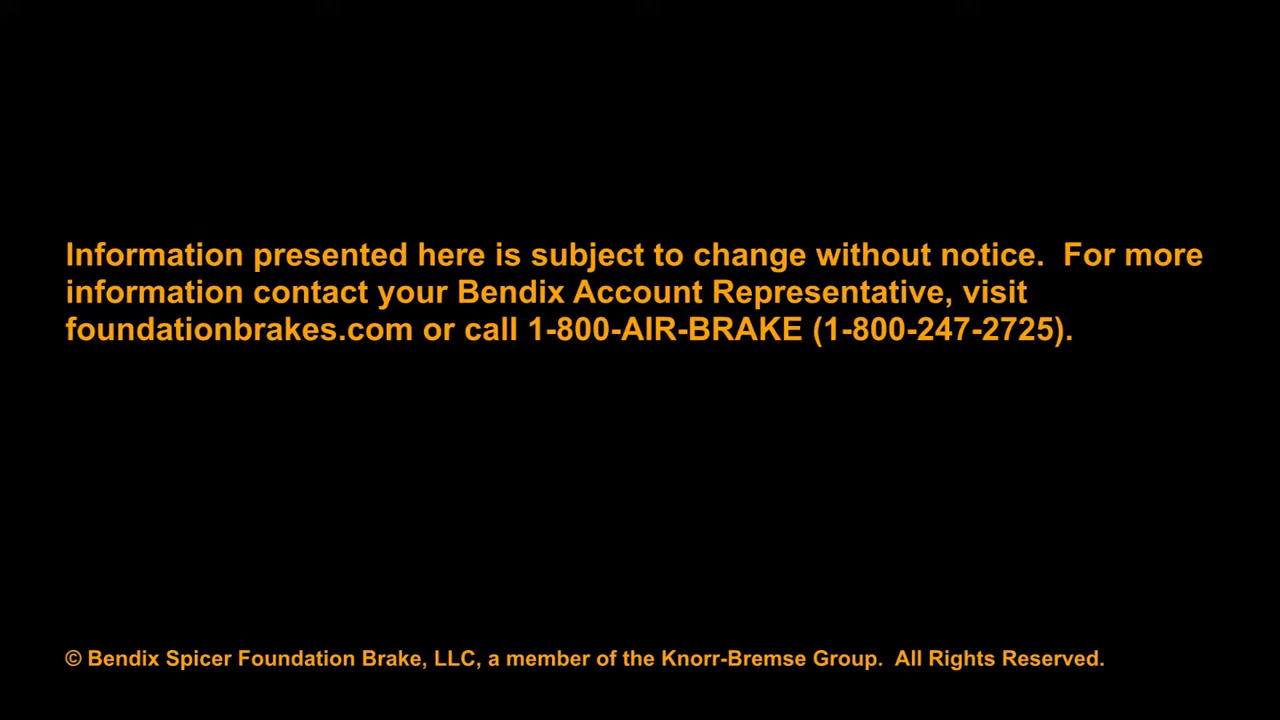 Information presented here is subject to change without notice.  For more
information contact your Bendix Account Representative, visit
foundationbrakes.com or call 1-800-AIR-BRAKE (1-800-247-2725).
© Bendix Spicer Foundation Brake, LLC, a member of the Knorr-Bremse Group.  All Rights Reserved.